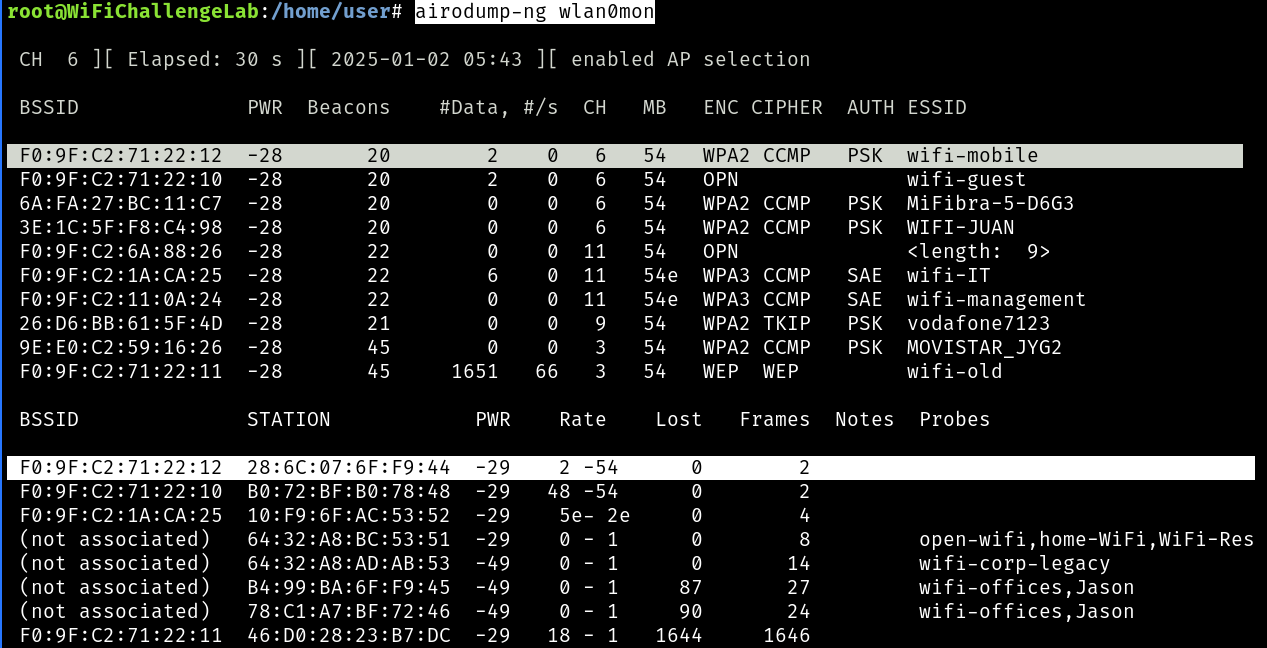 root@WiFiChallengeLab:/home/user# airodump-ng wlan0mon
CH  6 ][ Elapsed: 30 s ][ 2025-01-02 05:43 ][ enabled AP selection
BSSID              PWR  Beacons    #Data, #/s  CH   MB   ENC CIPHER  AUTH ESSID
F0:9F:C2:71:22:12  -28       20        2    0   6   54   WPA2 CCMP   PSK  wifi-mobile
F0:9F:C2:71:22:10  -28       20        2    0   6   54   OPN              wifi-guest
6A:FA:27:BC:11:C7  -28       20        0    0   6   54   WPA2 CCMP   PSK  MiFibra-5-D6G3
3E:1C:5F:F8:C4:98  -28       20        0    0   6   54   WPA2 CCMP   PSK  WIFI-JUAN
F0:9F:C2:6A:88:26  -28       22        0    0  11   54   OPN              <length:  9>
F0:9F:C2:1A:CA:25  -28       22        6    0  11   54e  WPA3 CCMP   SAE  wifi-IT
F0:9F:C2:11:0A:24  -28       22        0    0  11   54e  WPA3 CCMP   SAE  wifi-management
26:D6:BB:61:5F:4D  -28       21        0    0   9   54   WPA2 TKIP   PSK  vodafone7123
9E:E0:C2:59:16:26  -28       45        0    0   3   54   WPA2 CCMP   PSK  MOVISTAR_JYG2
F0:9F:C2:71:22:11  -28       45     1651   66   3   54   WEP  WEP         wifi-old
BSSID              STATION            PWR    Rate    Lost   Frames  Notes  Probes
F0:9F:C2:71:22:12  28:6C:07:6F:F9:44  -29    2 -54      0        2
F0:9F:C2:71:22:10  B0:72:BF:B0:78:48  -29   48 -54      0        2
F0:9F:C2:1A:CA:25  10:F9:6F:AC:53:52  -29    5e- 2e     0        4
(not associated)   64:32:A8:BC:53:51  -29    0 - 1      0        8         open-wifi,home-WiFi,WiFi-Res
(not associated)   64:32:A8:AD:AB:53  -49    0 - 1      0       14         wifi-corp-legacy
(not associated)   B4:99:BA:6F:F9:45  -49    0 - 1     87       27         wifi-offices,Jason
(not associated)   78:C1:A7:BF:72:46  -49    0 - 1     90       24         wifi-offices,Jason
F0:9F:C2:71:22:11  46:D0:28:23:B7:DC  -29   18 - 1   1644     1646